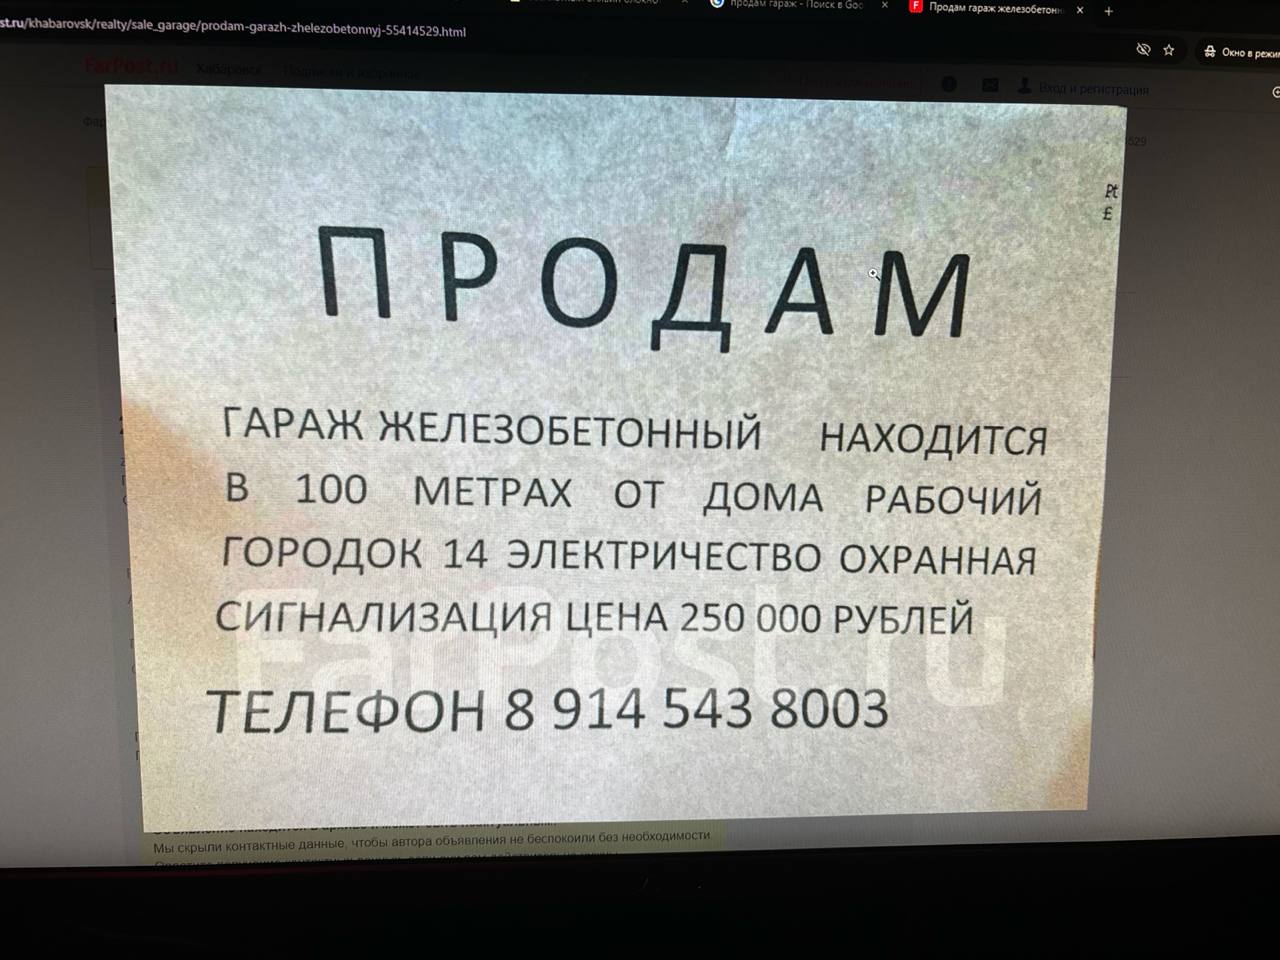 st.ru/khabarovsk/realty/sale_garage/prodam-garazh-zhelezobetonnyj-55414529.html
продам гараж - Поиск в Goo
Продам гараж железобетонн
Окно в режи
FarPost.ru Хабаровск Подписки и избранное
Вход и регистрация
Pt
£
ПРОДАМ
ГАРАЖ ЖЕЛЕЗОБЕТОННЫЙ НАХОДИТСЯ
В 100 МЕТРАХ ОТ ДОМА РАБОЧИЙ
ГОРОДОК 14 ЭЛЕКТРИЧЕСТВО ОХРАННАЯ
СИГНАЛИЗАЦИЯ ЦЕНА 250 000 РУБЛЕЙ
FarPost.ru
ТЕЛЕФОН 8 914 543 8003
Мы скрыли контактные данные, чтобы автора объявления не беспокоили без необходимости.